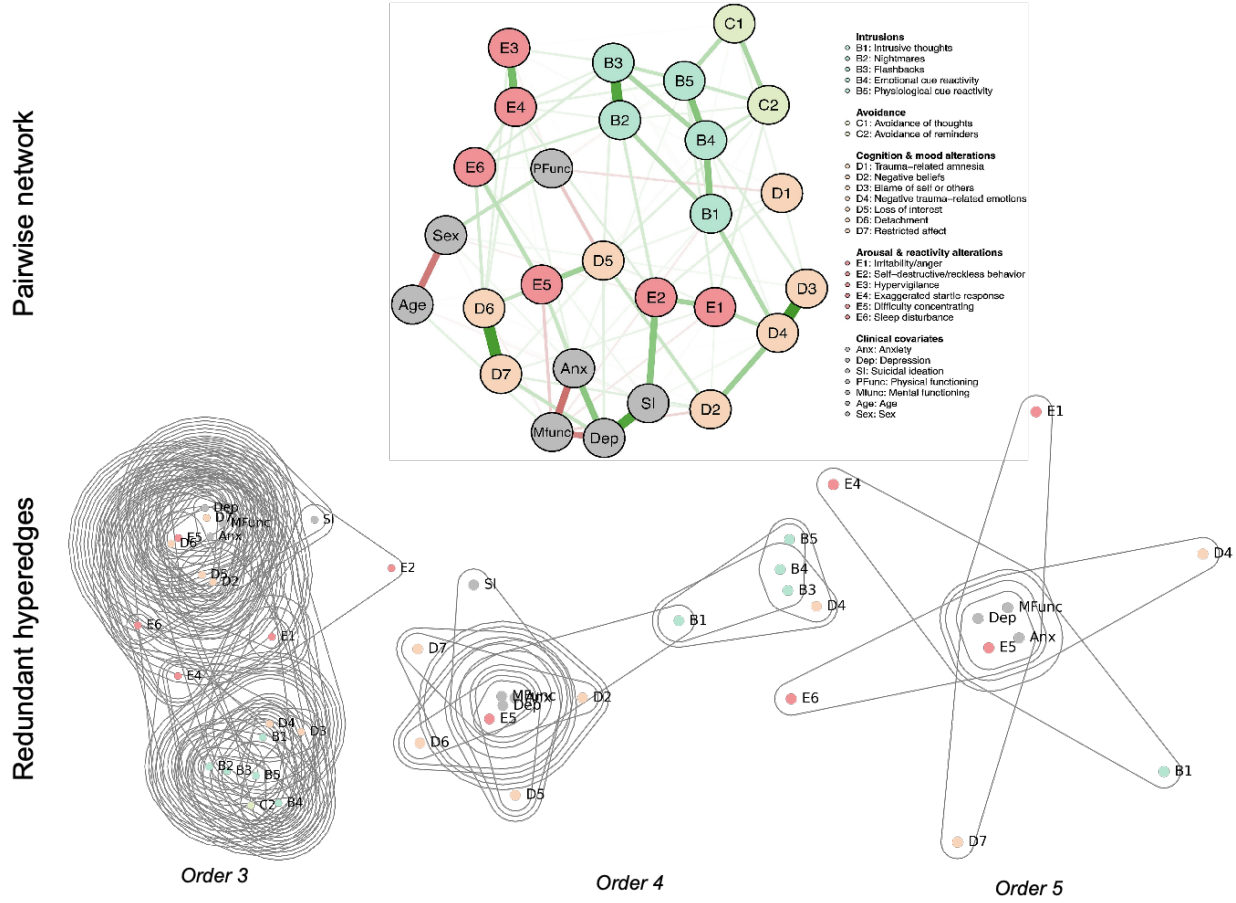 Pairwise network
E3
E4
E6
B3
B2
B5
B4
B1
C1
C2
PFunc
D1
Sex
Age
D5
E5
E2
E1
D3
D4
D6
D7
Anx
SI
D2
Mfunc
Dep
Intrusions
B1: Intrusive thoughts
B2: Nightmares
B3: Flashbacks
B4: Emotional cue reactivity
B5: Physiological cue reactivity
Avoidance
C1: Avoidance of thoughts
C2: Avoidance of reminders
Cognition & mood alterations
D1: Trauma-related amnesia
D2: Negative beliefs
D3: Blame of self or others
D4: Negative trauma-related emotions
D5: Loss of interest
D6: Detachment
D7: Restricted affect
Arousal & reactivity alterations
E1: Irritability/anger
E2: Self-destructive/reckless behavior
E3: Hypervigilance
E4: Exaggerated startle response
E5: Difficulty concentrating
E6: Sleep disturbance
Clinical covariates
Anx: Anxiety
Dep: Depression
SI: Suicidal ideation
PFunc: Physical functioning
Mfunc: Mental functioning
Age: Age
Sex: Sex
Redundant hyperedges
Dep
D7
MFunc
E5
Anx
D6
D5
D2
SI
E2
E6
E1
E4
D4
D3
B1
B2
B3
B5
C2
B4
Order 3
SI
D7
MFunc
Anx
Dep
E5
D2
D6
D5
B1
B5
B4
B3
D4
Order 4
E1
E4
D4
MFunc
Dep
Anx
E5
E6
B1
D7
Order 5